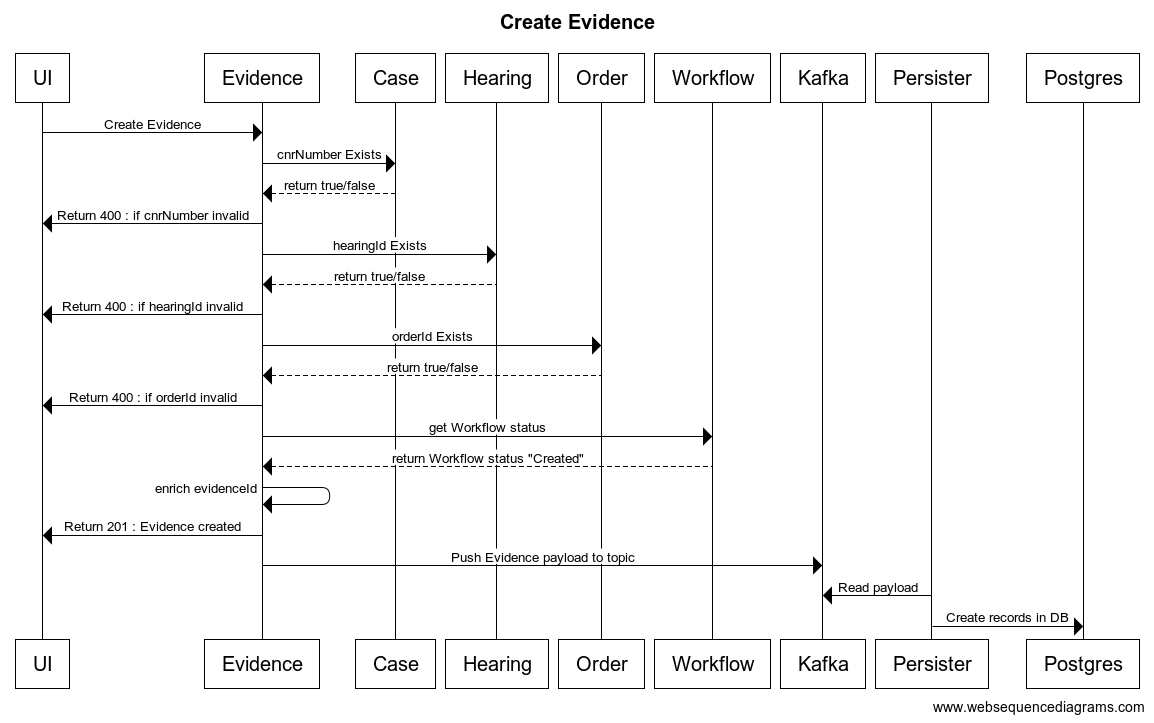 Create Evidence
UI Evidence Case Hearing Order Workflow Kafka Persister Postgres
Create Evidence
cnrNumber Exists
return true/false
Return 400 : if cnrNumber invalid
hearingId Exists
return true/false
Return 400 : if hearingId invalid
orderId Exists
return true/false
Return 400 : if orderId invalid
get Workflow status
return Workflow status "Created"
enrich evidenceId
Return 201 : Evidence created
Push Evidence payload to topic
Read payload
Create records in DB
UI Evidence Case Hearing Order Workflow Kafka Persister Postgres
www.websequencediagrams.com